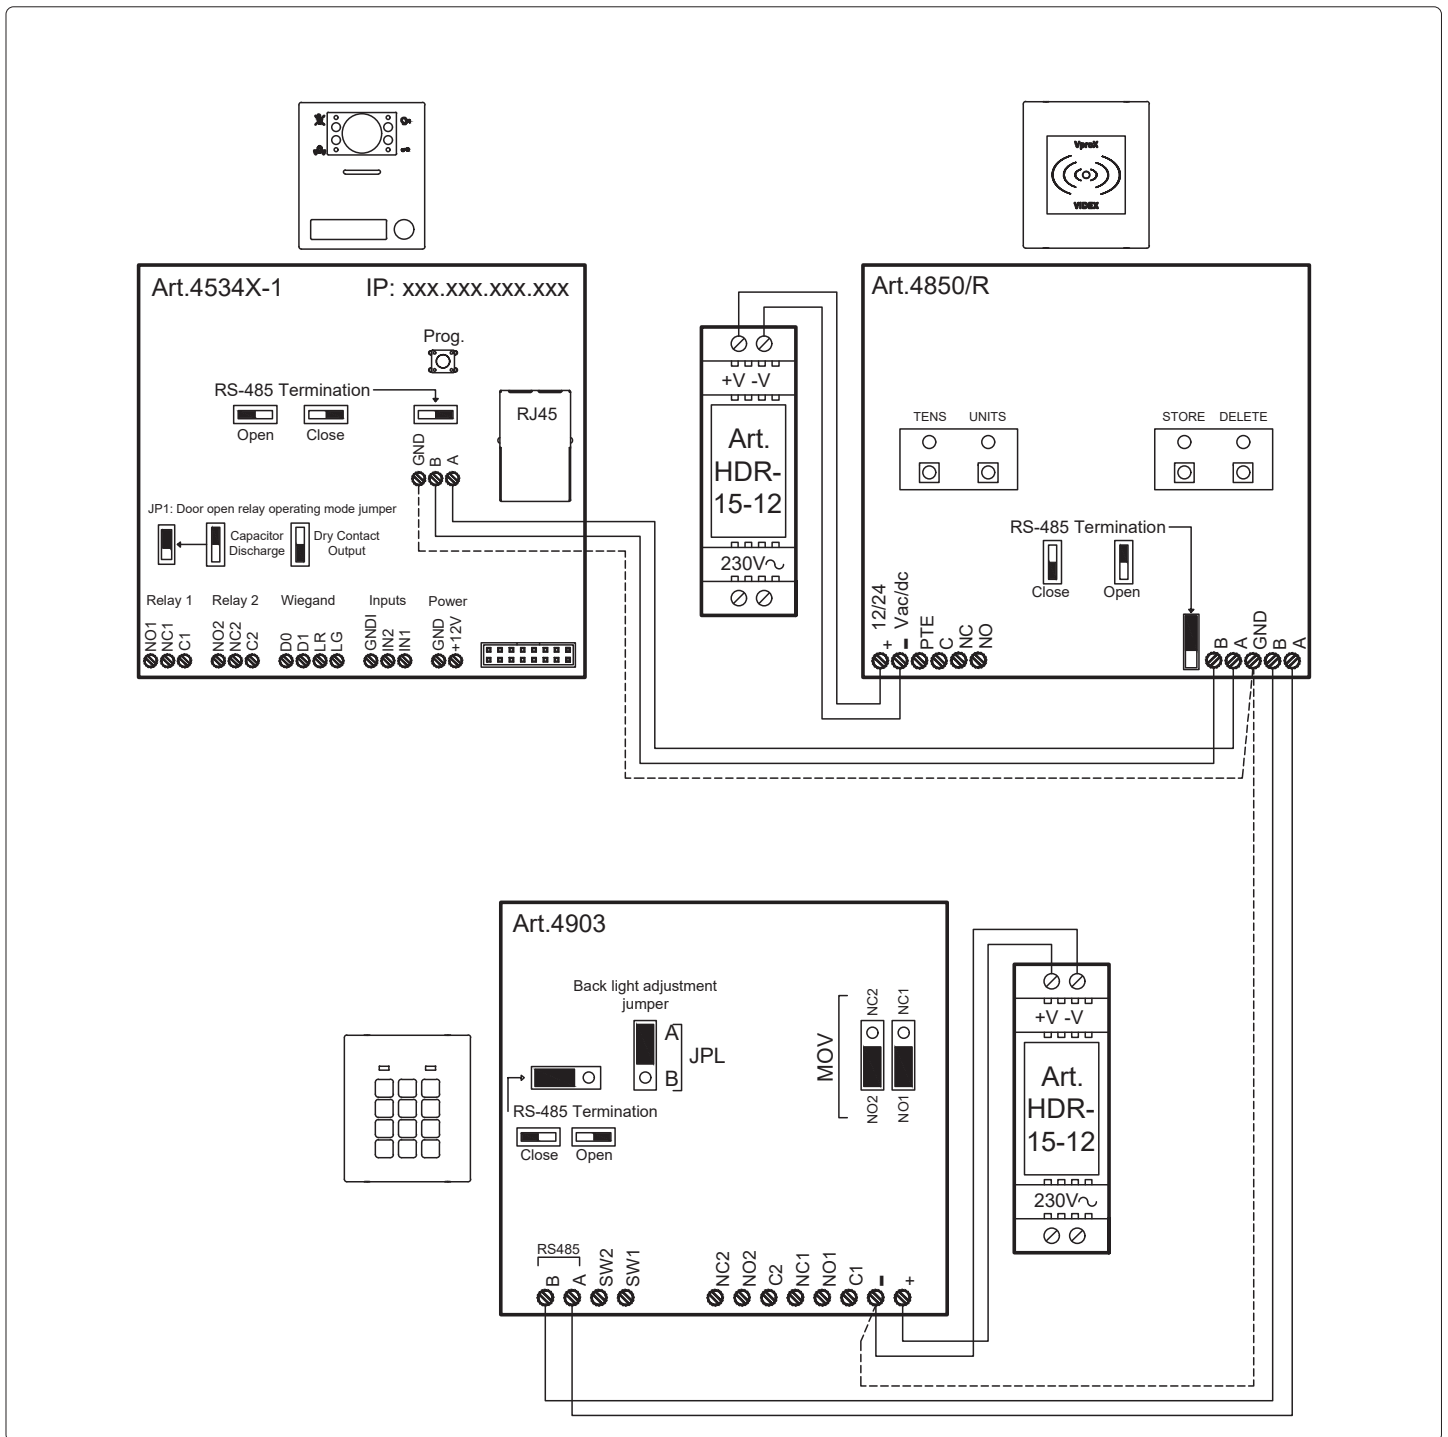 VproX
VIDEX
Art.4534X-1
IP: xxx.xxx.xxx.xxx
Prog.
RS-485 Termination
Open
Close
RJ45
GND
B
A
JP1: Door open relay operating mode jumper
Capacitor
Discharge
Dry Contact
Output
Relay 1
Relay 2
Wiegand
Inputs
Power
NO1
NC1
C1
NO2
NC2
C2
D0
D1
LR
LG
GNDI
IN2
IN1
GND
+12V
+V -V
Art.
HDR-
15-12
230V~
Art.4850/R
TENS
UNITS
STORE
DELETE
RS-485 Termination
Close
Open
+ 12/24
- Vac/dc
PTE
C
NC
NO
B
A
GND
B
A
Art.4903
Back light adjustment
jumper
A
B
JPL
MOV
NC2
NC1
NO2
NO1
RS-485 Termination
Close
Open
RS485
B
A
SW2
SW1
NC2
NO2
C2
NC1
NO1
C1
-
+
+V -V
Art.
HDR-
15-12
230V~